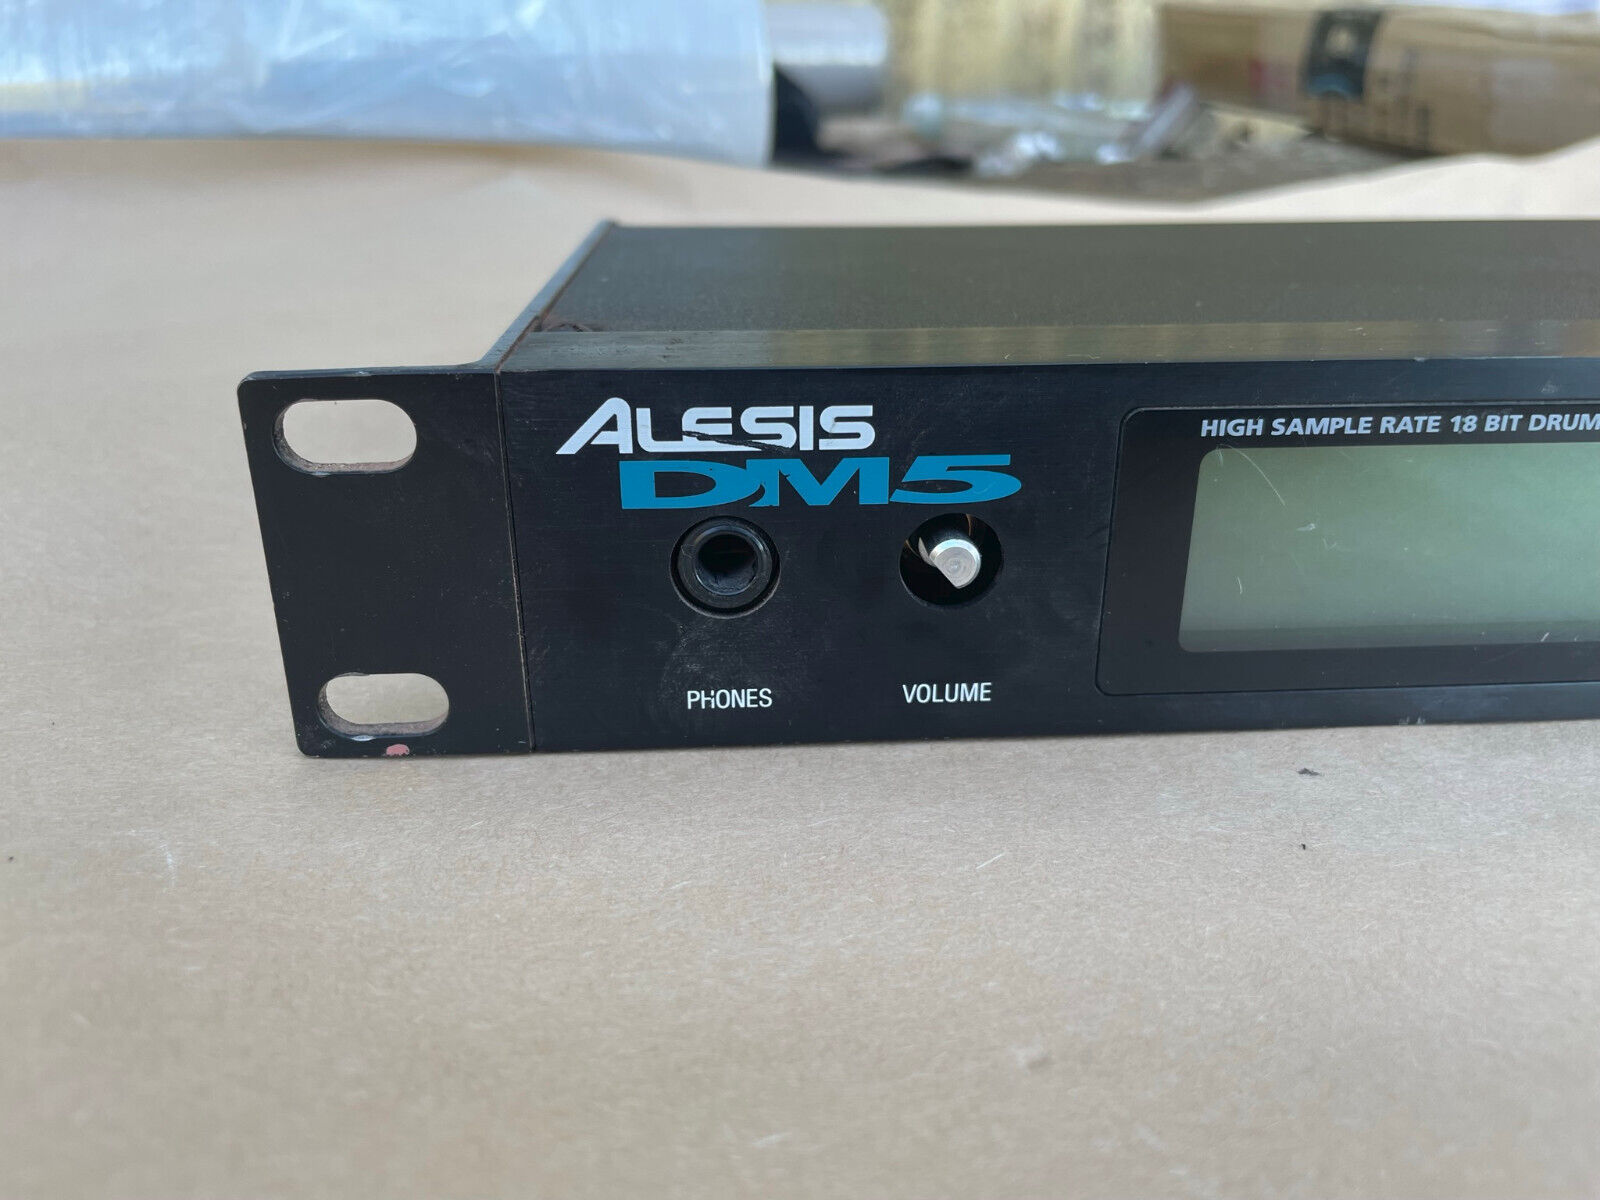 ALESIS
DM5
HIGH SAMPLE RATE 18 BIT DRUM
PHONES
VOLUME